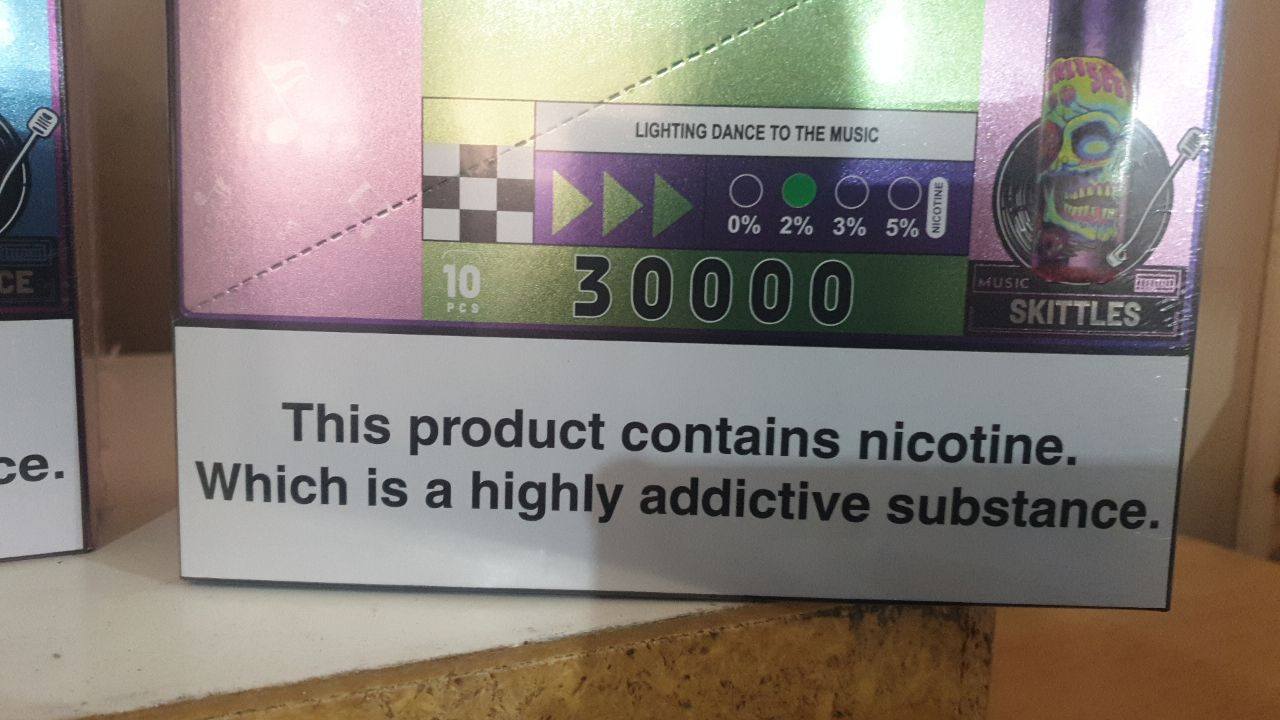 LIGHTING DANCE TO THE MUSIC
0% 2% 3% 5% NICOTINE
10
PCS
30000
MUSIC
SKITTLES
CE
This product contains nicotine.
Which is a highly addictive substance.
ce.